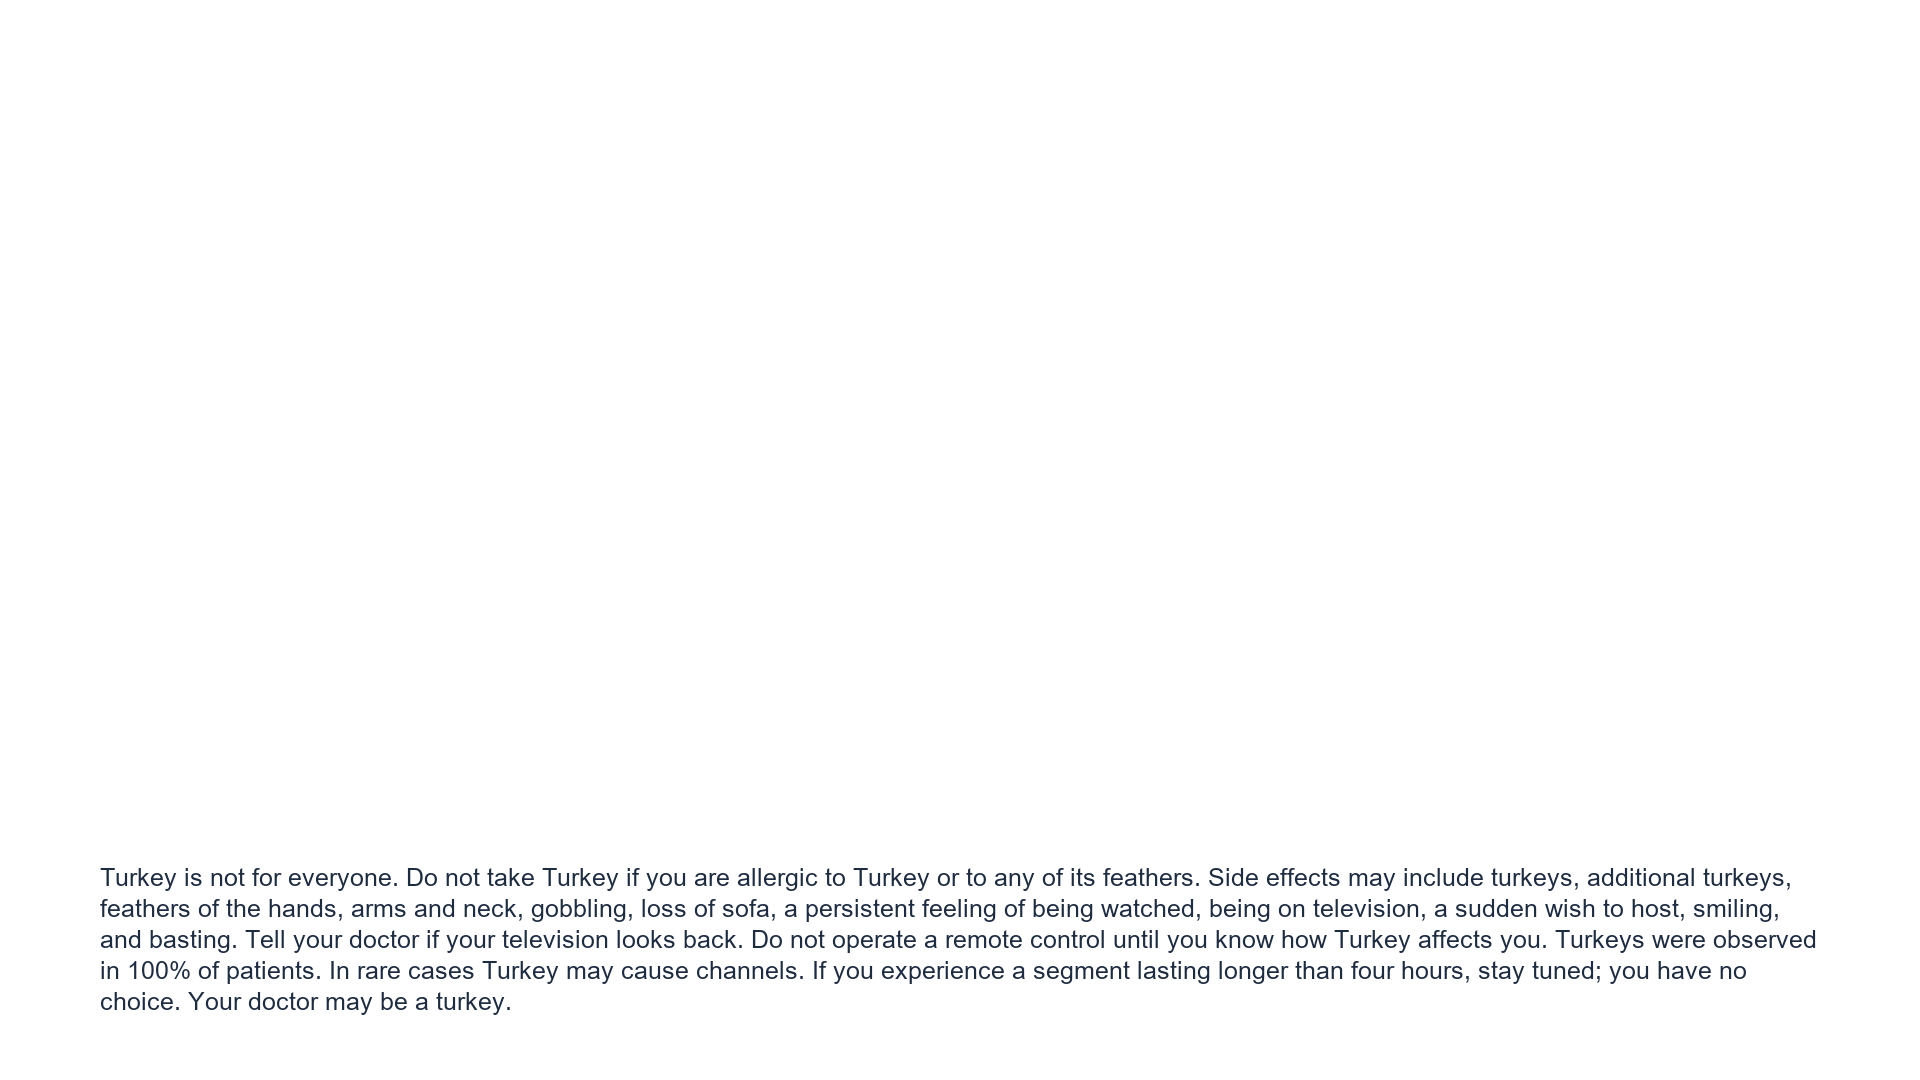 Turkey is not for everyone. Do not take Turkey if you are allergic to Turkey or to any of its feathers. Side effects may include turkeys, additional turkeys,
feathers of the hands, arms and neck, gobbling, loss of sofa, a persistent feeling of being watched, being on television, a sudden wish to host, smiling,
and basting. Tell your doctor if your television looks back. Do not operate a remote control until you know how Turkey affects you. Turkeys were observed
in 100% of patients. In rare cases Turkey may cause channels. If you experience a segment lasting longer than four hours, stay tuned; you have no
choice. Your doctor may be a turkey.